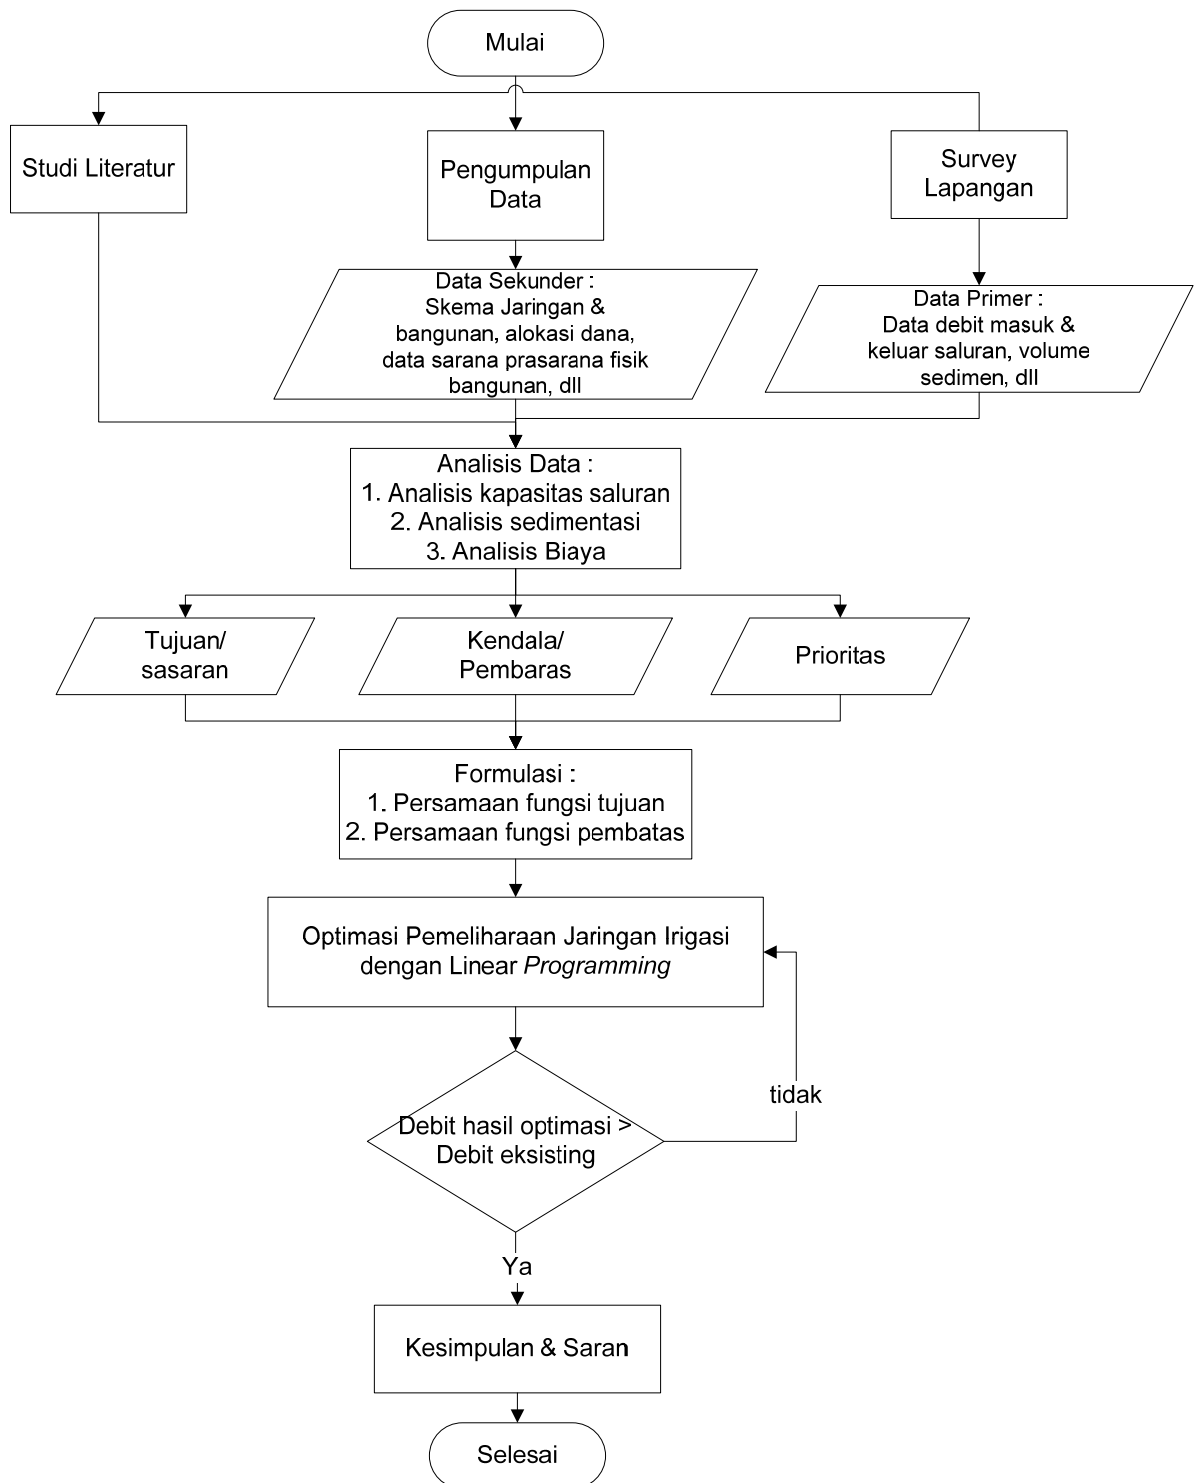 Mulai
Studi Literatur
Pengumpulan
Data
Survey
Lapangan
Data Sekunder :
Skema Jaringan &
bangunan, alokasi dana,
data sarana prasarana fisik
bangunan, dll
Data Primer :
Data debit masuk &
keluar saluran, volume
sedimen, dll
Analisis Data :
1. Analisis kapasitas saluran
2. Analisis sedimentasi
3. Analisis Biaya
Tujuan/
sasaran
Kendala/
Pembaras
Prioritas
Formulasi :
1. Persamaan fungsi tujuan
2. Persamaan fungsi pembatas
Optimasi Pemeliharaan Jaringan Irigasi
dengan Linear Programming
tidak
Debit hasil optimasi >
Debit eksisting
Ya
Kesimpulan & Saran
Selesai